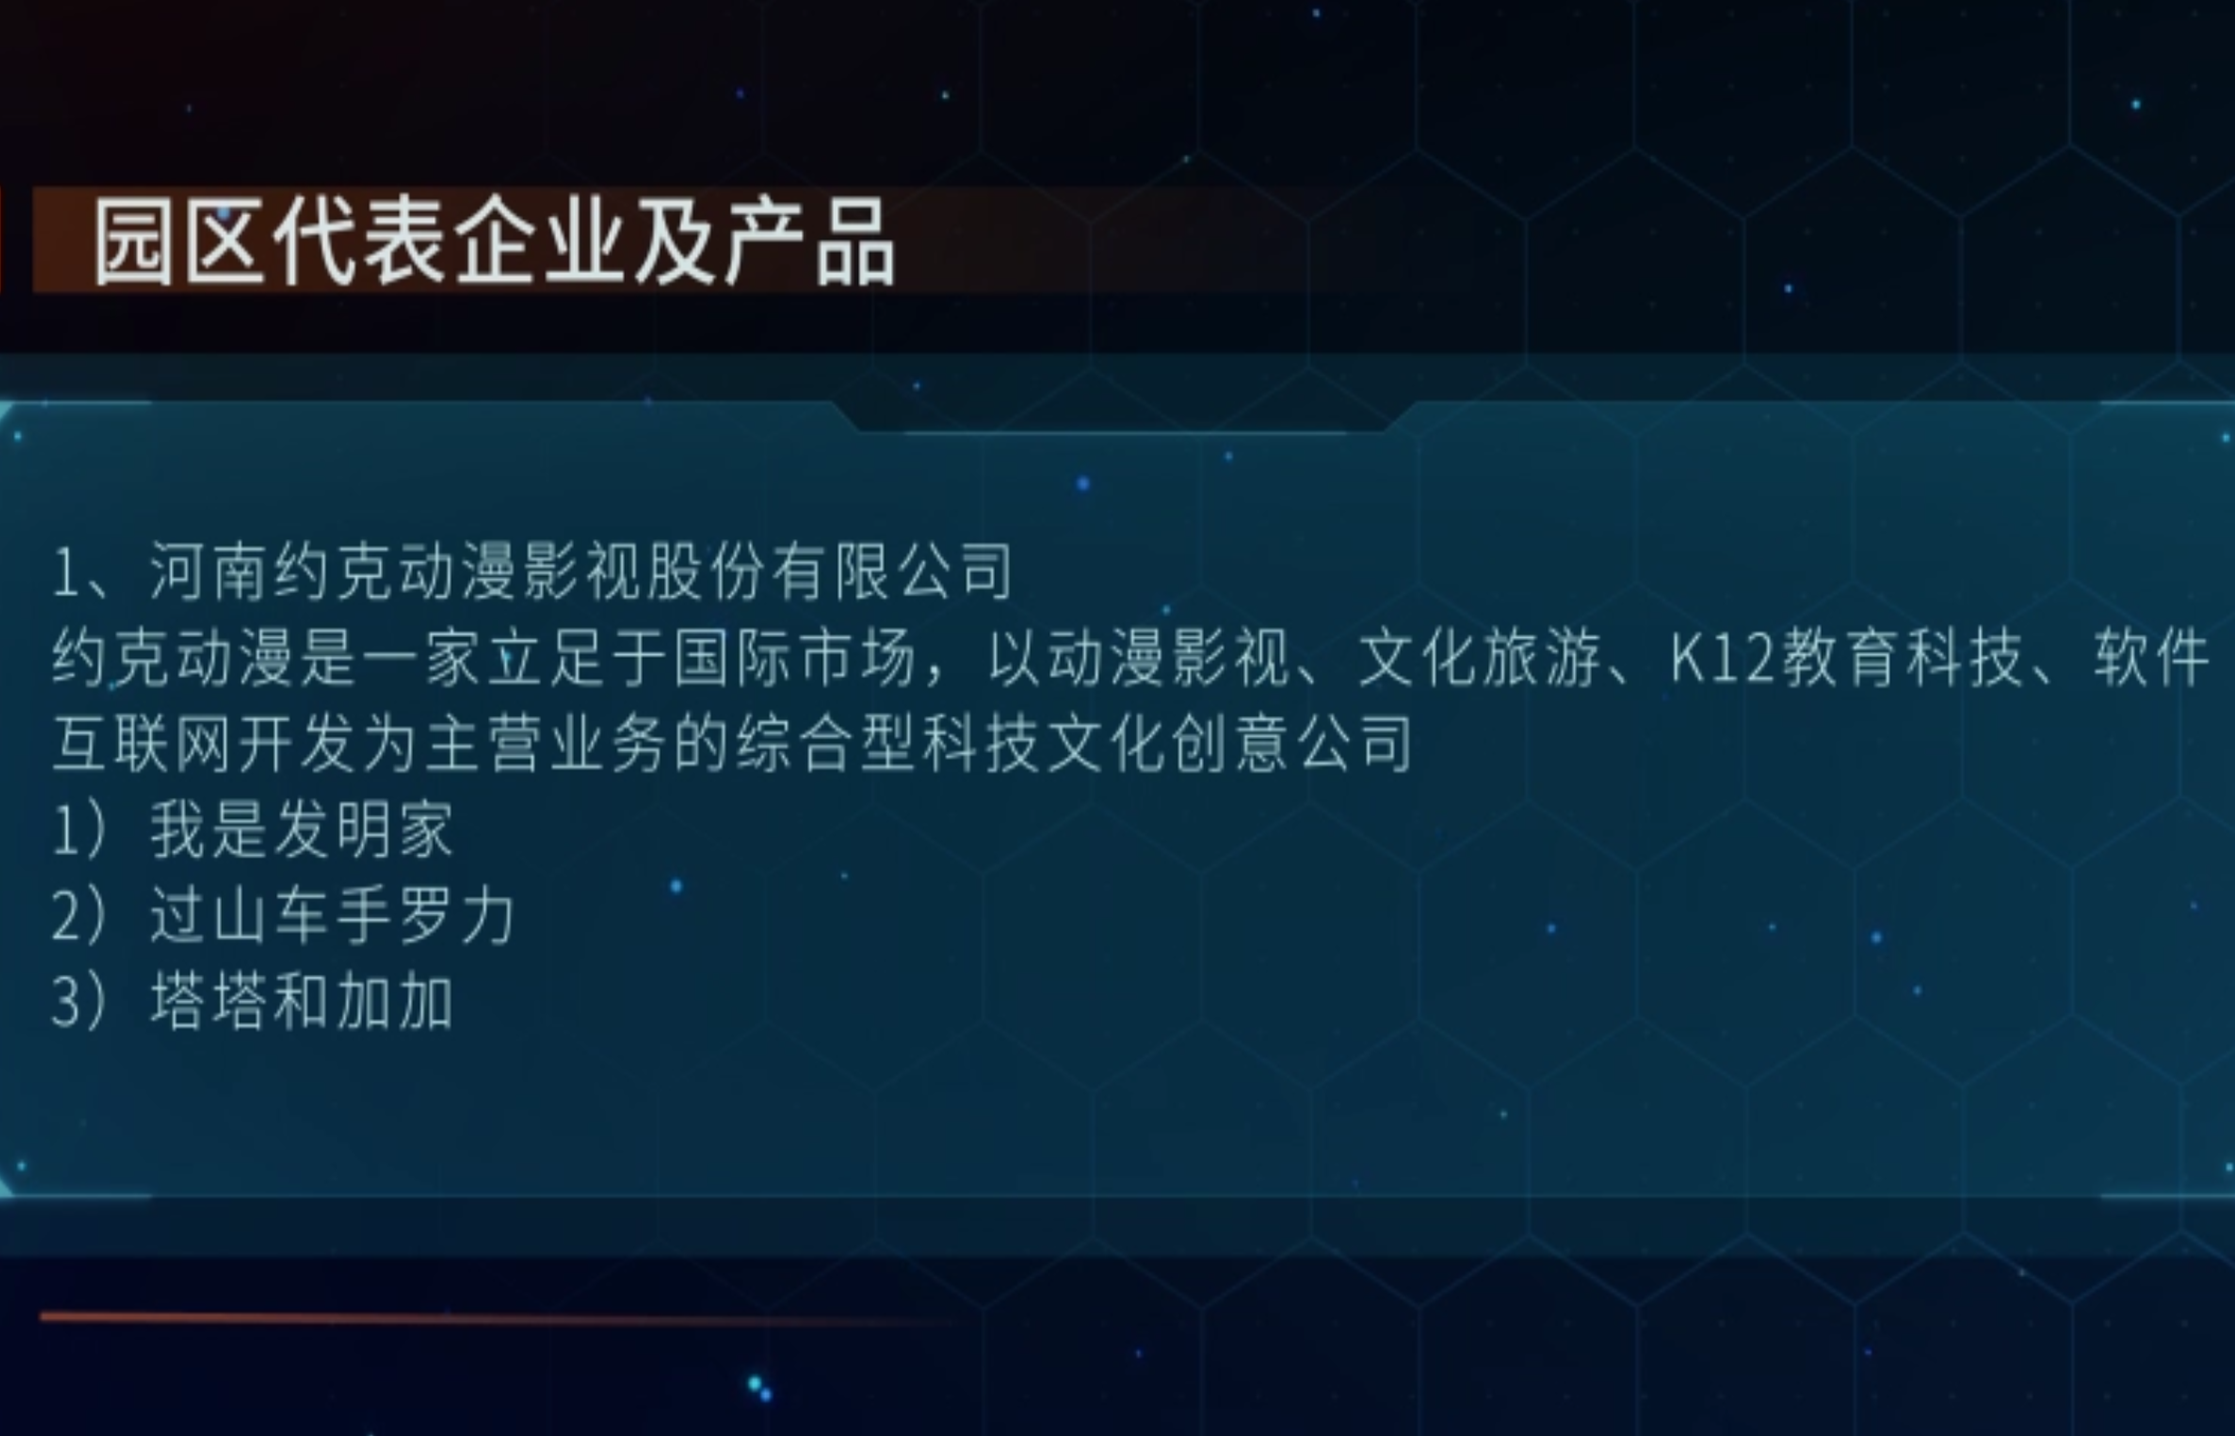 园区代表企业及产品
1、河南约克动漫影视股份有限公司
约克动漫是一家立足于国际市场，以动漫影视、文化旅游、K12教育科技、软件
互联网开发为主营业务的综合型科技文化创意公司
1）我是发明家
2）过山车手罗力
3）塔塔和加加